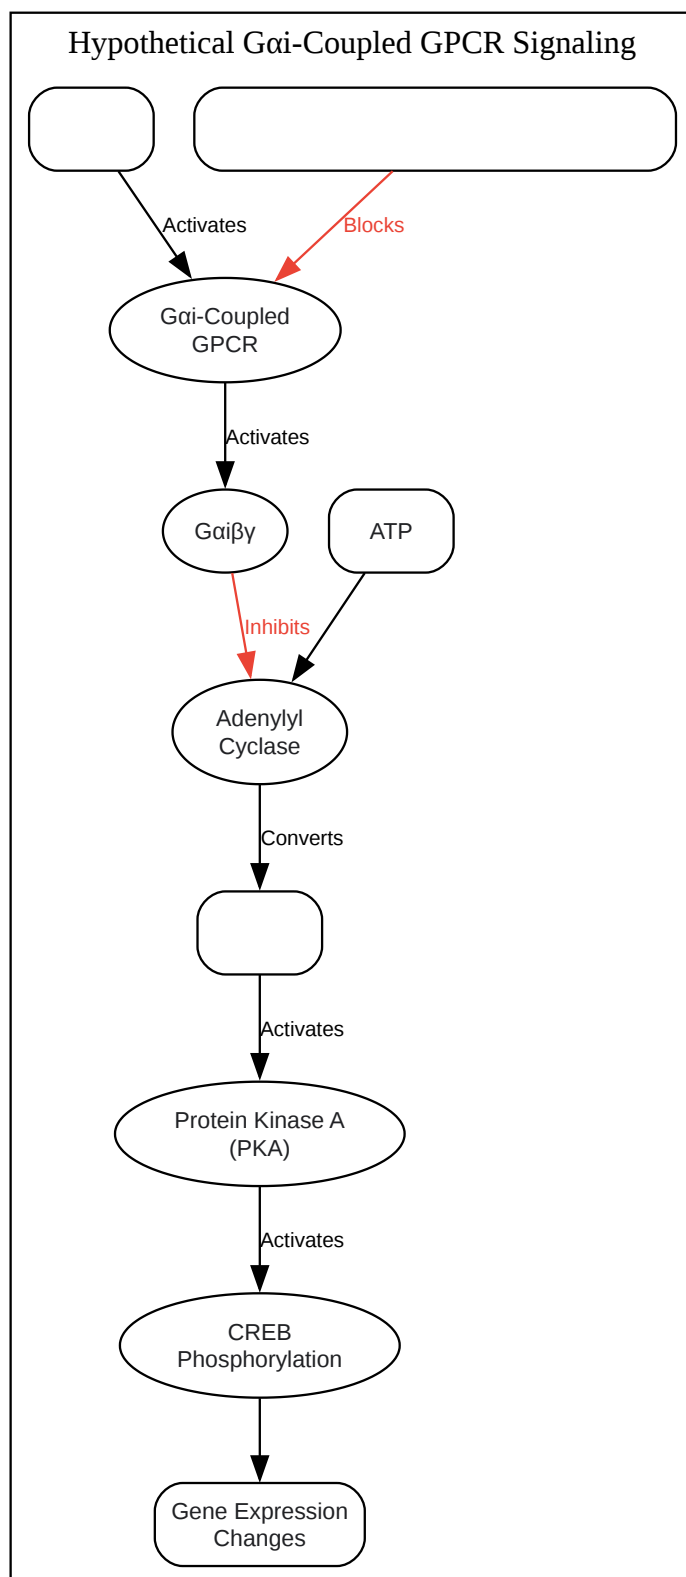 Hypothetical Gαi-Coupled GPCR Signaling
Activates
Blocks
Gαi-Coupled
GPCR
Activates
Gαiβγ
ATP
Inhibits
Adenylyl
Cyclase
Converts
Activates
Protein Kinase A
(PKA)
Activates
CREB
Phosphorylation
Gene Expression
Changes